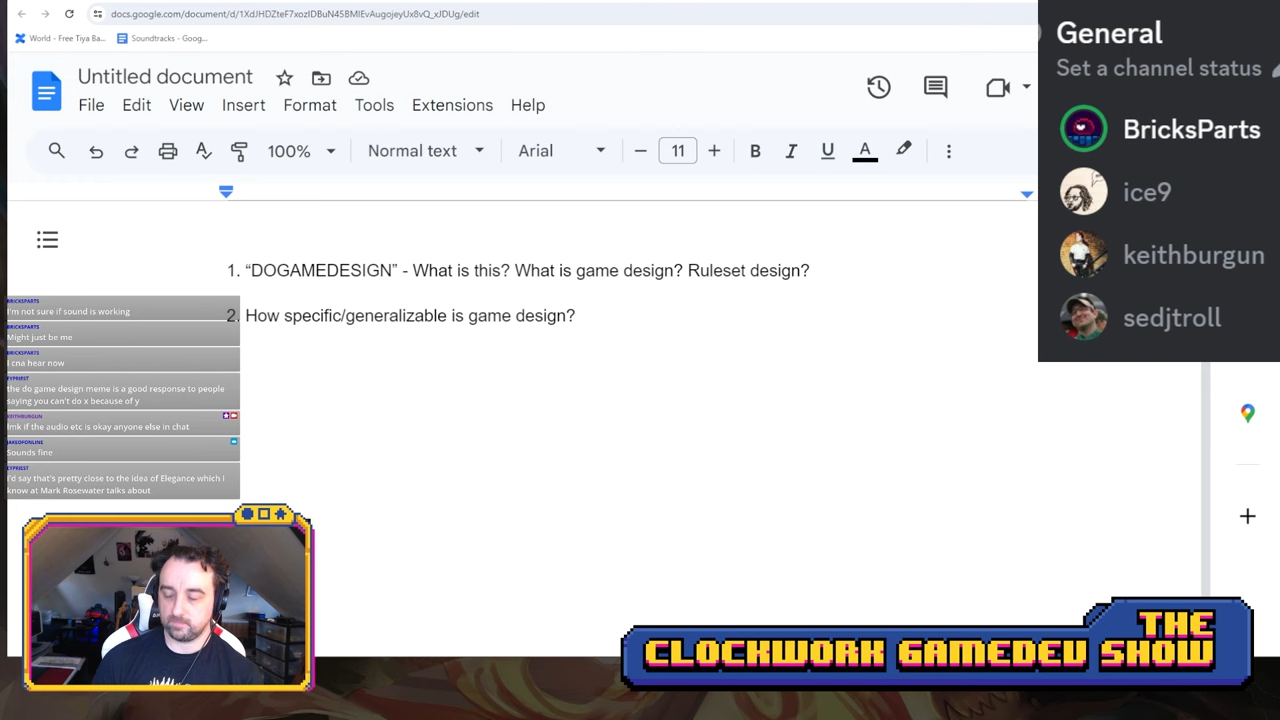 docs.google.com/document/d/1XdJHDZteF7xozIDBuN45BMIEvAugojeyUx8vQ_xJDUg/edit
World - Free Tiya Ba...
Soundtracks - Goog...
Untitled document
File Edit View Insert Format Tools Extensions Help
100%
Normal text
Arial
11
B I U A
1. “DOGAMEDESIGN” - What is this? What is game design? Ruleset design?
2. How specific/generalizable is game design?
BRICKSPARTS
I'm not sure if sound is working
BRICKSPARTS
Might just be me
BRICKSPARTS
I cna hear now
FYPRIEST
the do game design meme is a good response to people
saying you can't do x because of y
KEITHBURGUN
lmk if the audio etc is okay anyone else in chat
JAKEOFONLINE
Sounds fine
FYPRIEST
i'd say that's pretty close to the idea of Elegance which I
know at Mark Rosewater talks about
General
Set a channel status
BricksParts
ice9
keithburgun
sedjtroll
THE
CLOCKWORK GAMEDEV SHOW